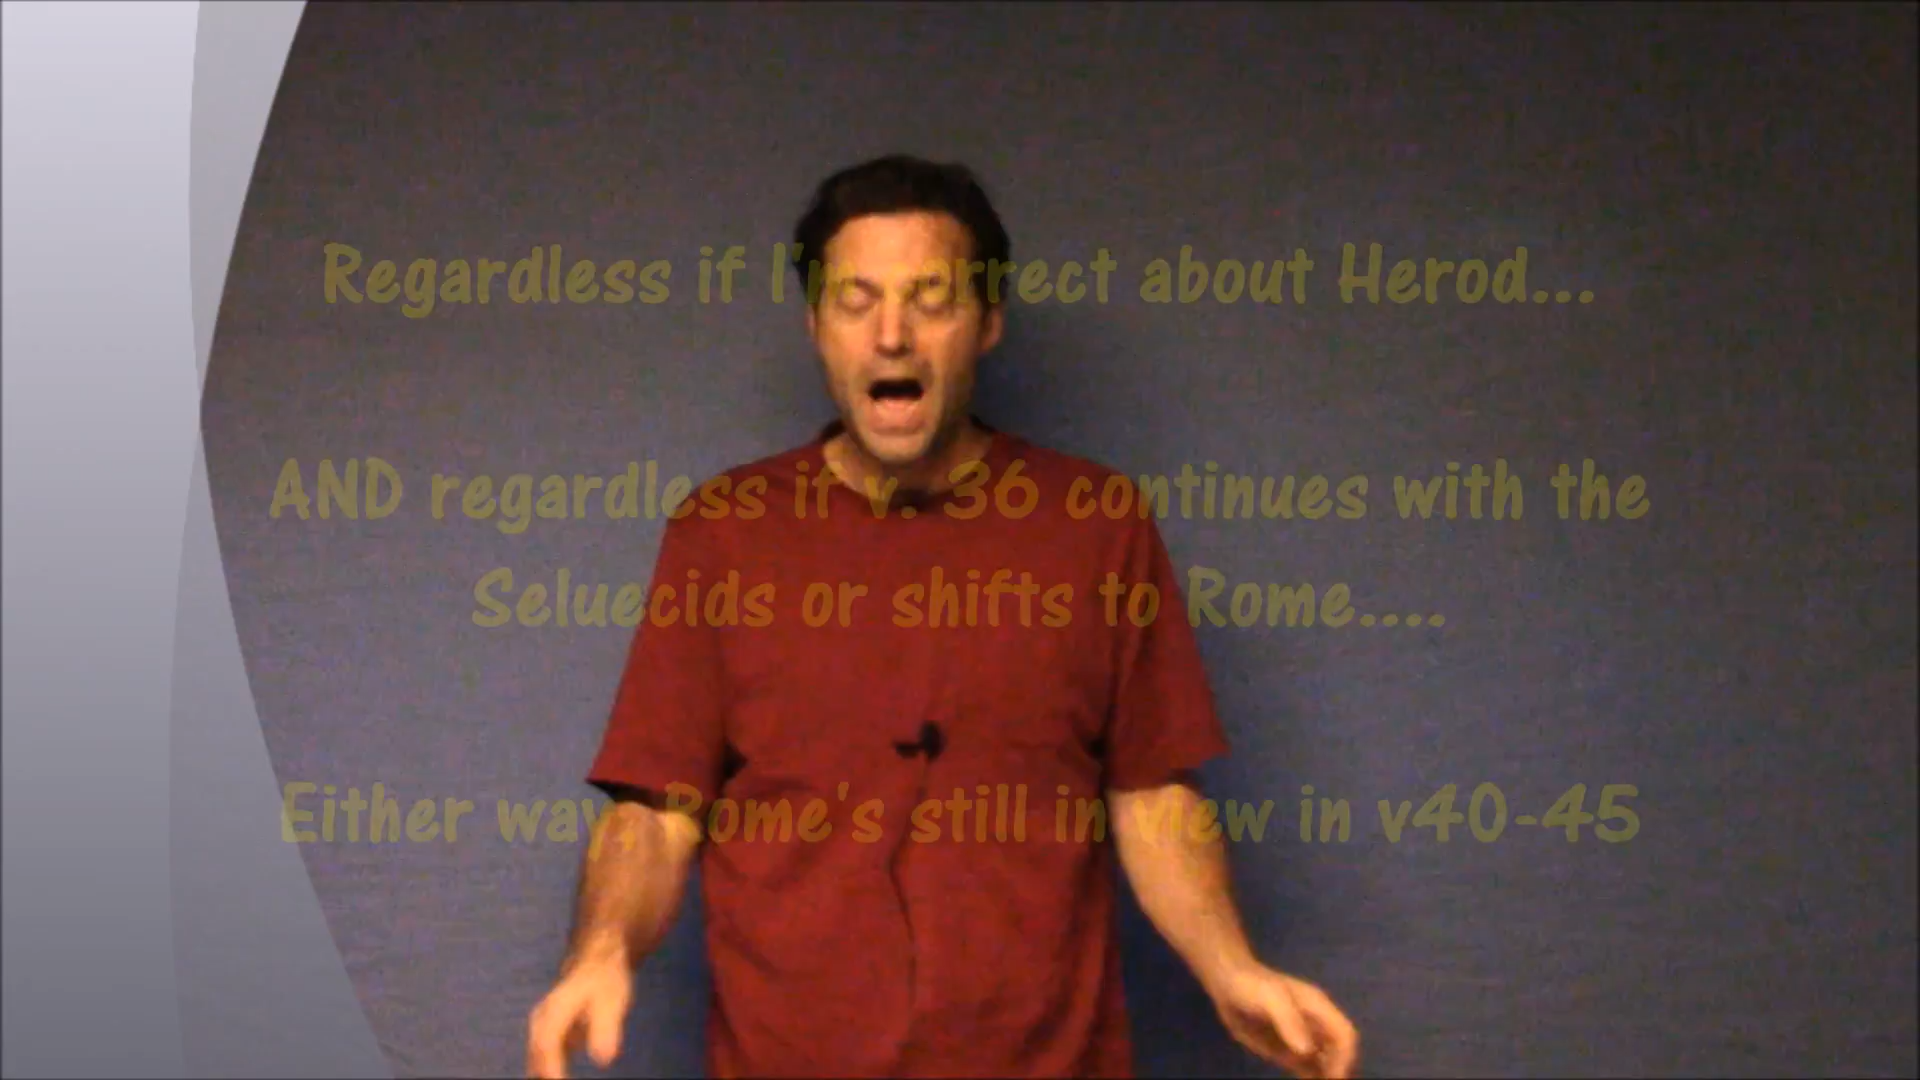 Regardless if I'm correct about Herod...
AND regardless if v. 36 continues with the
Seluecids or shifts to Rome....
Either way, Rome's still in view in v40-45